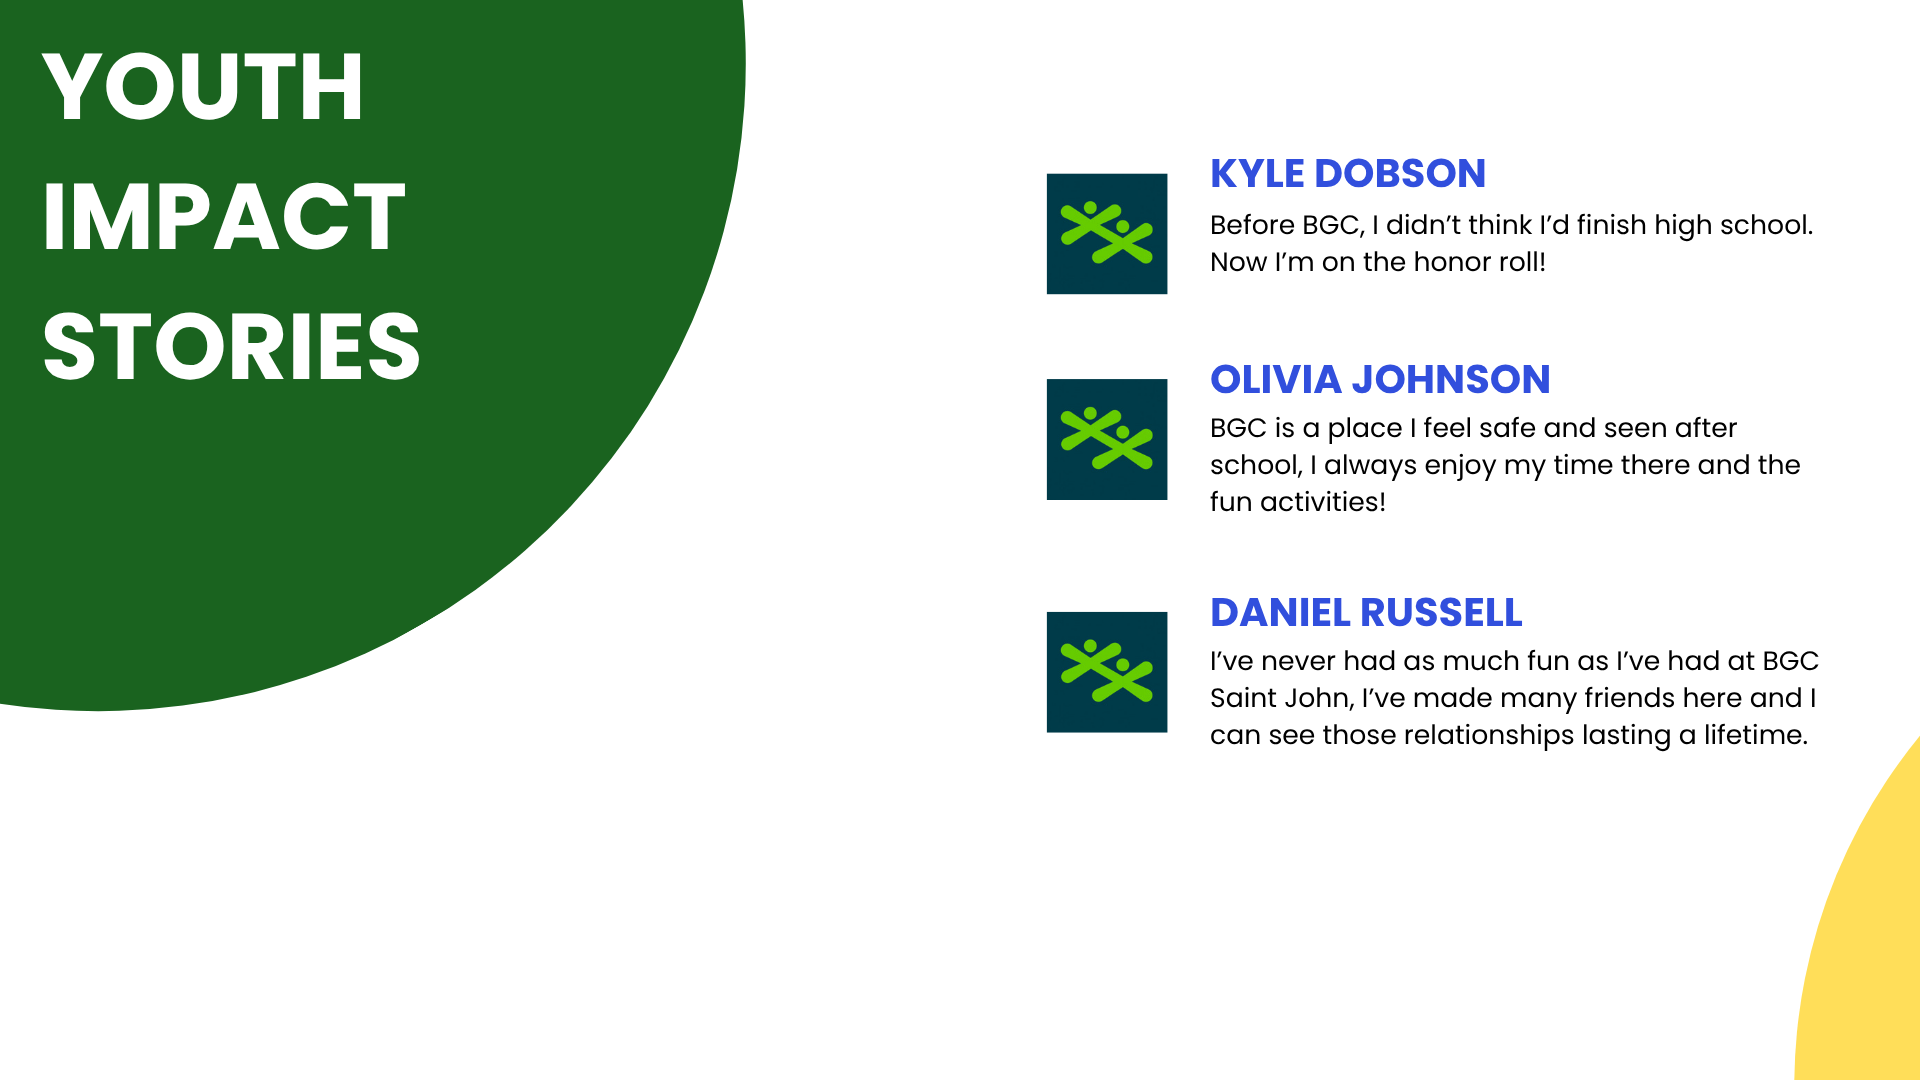 YOUTH
IMPACT
STORIES
KYLE DOBSON
Before BGC, I didn’t think I’d finish high school.
Now I’m on the honor roll!
OLIVIA JOHNSON
BGC is a place I feel safe and seen after
school, I always enjoy my time there and the
fun activities!
DANIEL RUSSELL
I’ve never had as much fun as I’ve had at BGC
Saint John, I’ve made many friends here and I
can see those relationships lasting a lifetime.